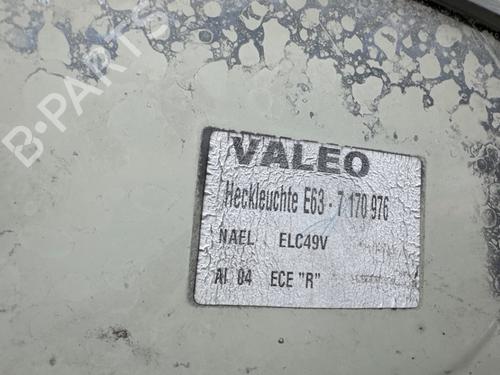 B-PARTS
VALEO
Heckleuchte E63 - 7 170 976
NAEL ELC49V
AI 04 ECE "R"